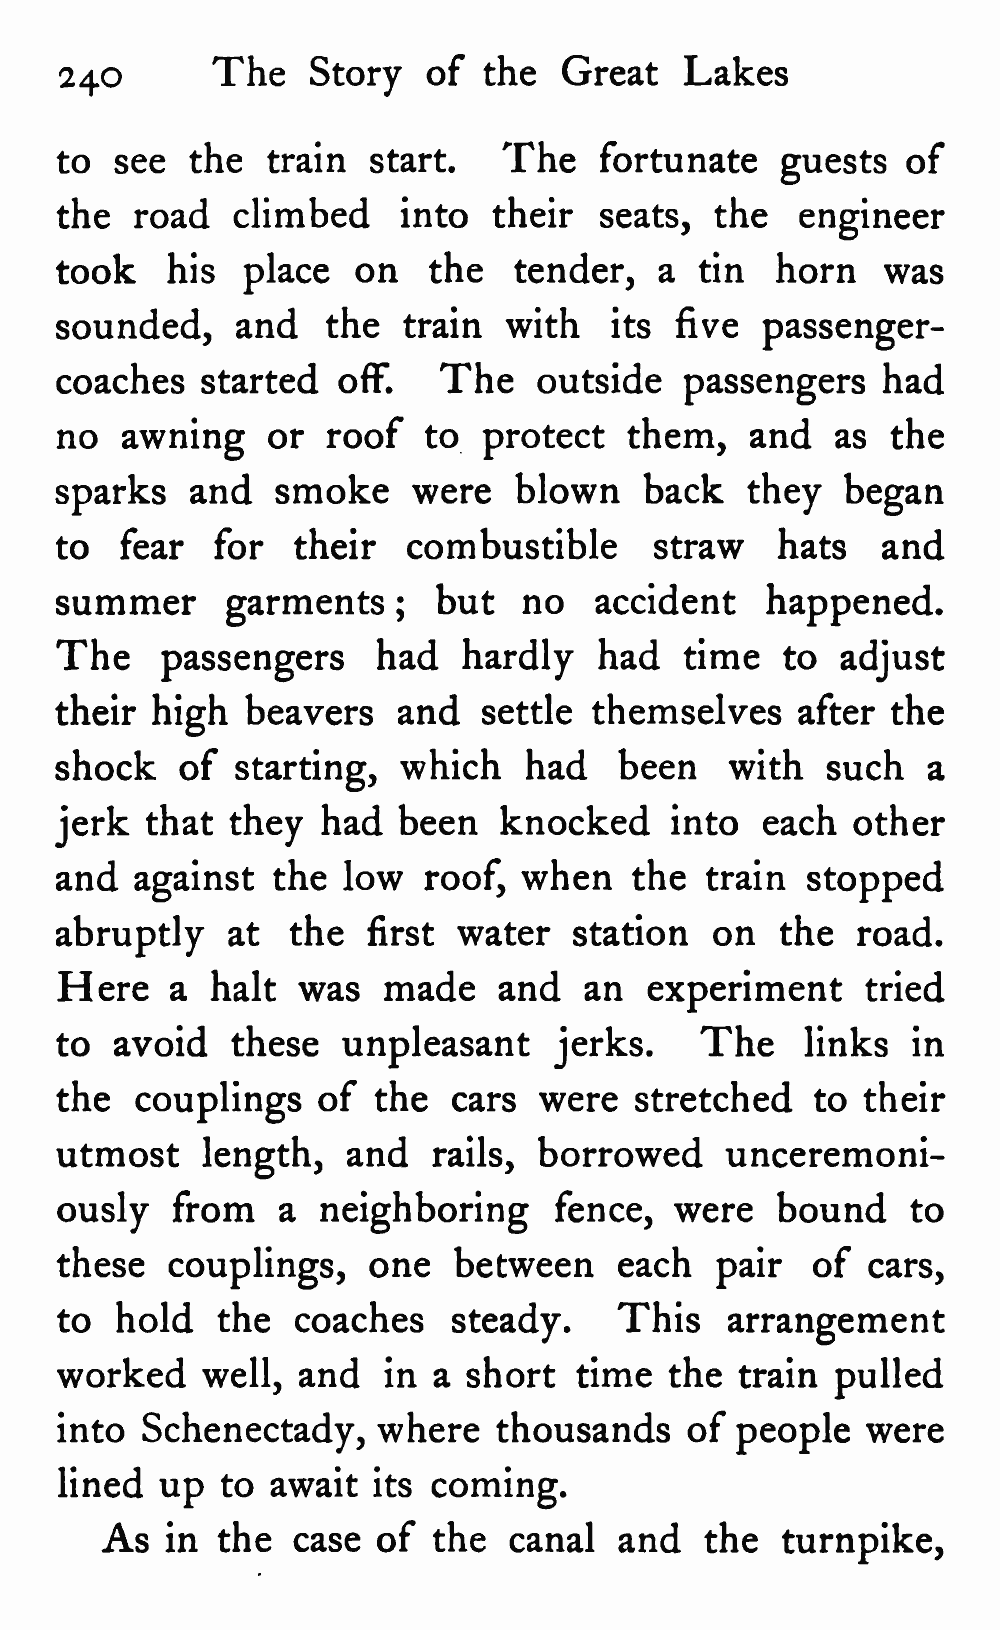 240 The Story of the Great Lakes
to see the train start. The fortunate guests of
the road climbed into their seats, the engineer
took his place on the tender, a tin horn was
sounded, and the train with its five passenger-
coaches started off. The outside passengers had
no awning or roof to protect them, and as the
sparks and smoke were blown back they began
to fear for their combustible straw hats and
summer garments; but no accident happened.
The passengers had hardly had time to adjust
their high beavers and settle themselves after the
shock of starting, which had been with such a
jerk that they had been knocked into each other
and against the low roof, when the train stopped
abruptly at the first water station on the road.
Here a halt was made and an experiment tried
to avoid these unpleasant jerks. The links in
the couplings of the cars were stretched to their
utmost length, and rails, borrowed unceremoni-
ously from a neighboring fence, were bound to
these couplings, one between each pair of cars,
to hold the coaches steady. This arrangement
worked well, and in a short time the train pulled
into Schenectady, where thousands of people were
lined up to await its coming.
As in the case of the canal and the turnpike,